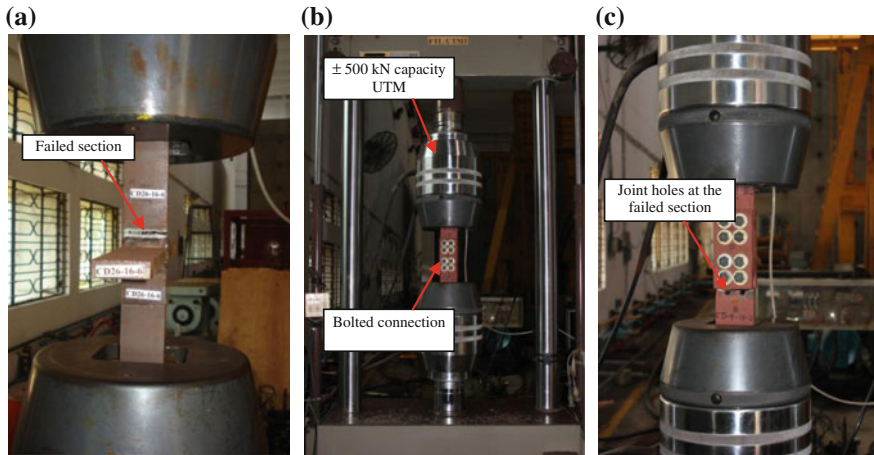 (a)
(b)
(c)
Failed section
CD26-16-6
CD26-16-6
CD26-16-6
± 500 kN capacity
UTM
Bolted connection
Joint holes at the
failed section